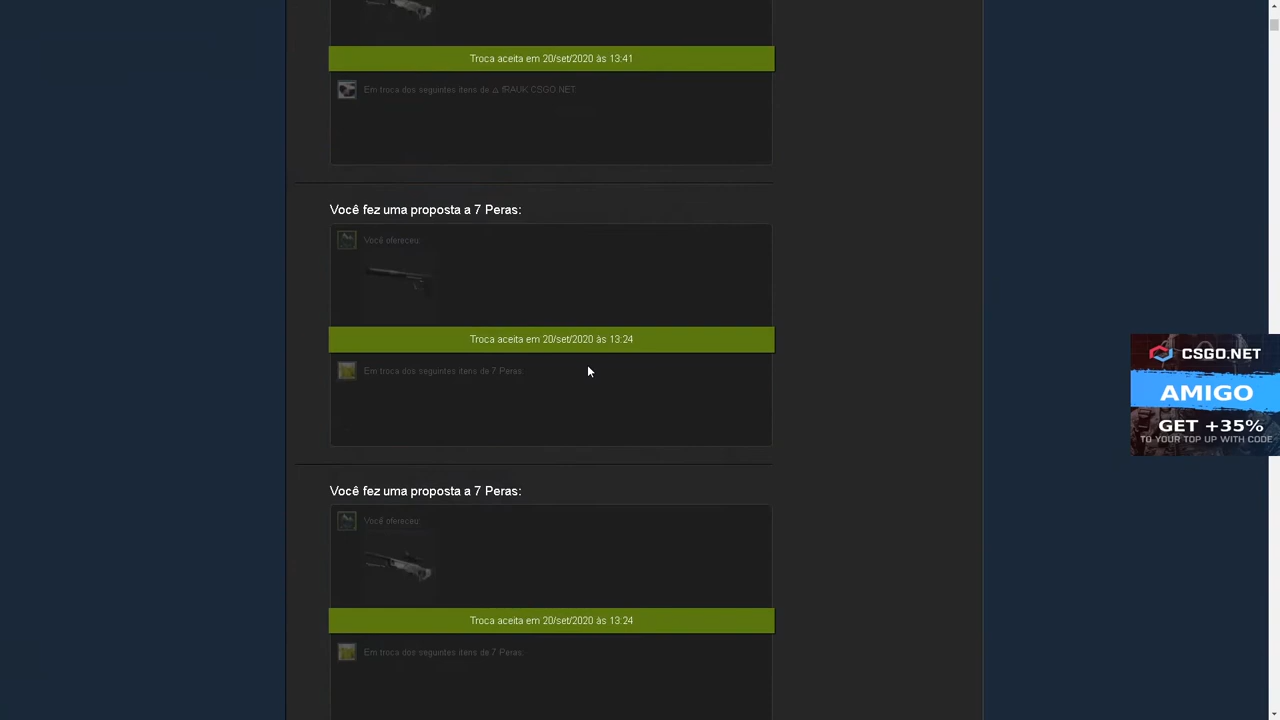 Troca aceita em 20/set/2020 às 13:41
Em troca dos seguintes itens de fRAUK CSGO.NET:
Você fez uma proposta a 7 Peras:
Você ofereceu:
Troca aceita em 20/set/2020 às 13:24
Em troca dos seguintes itens de 7 Peras:
Você fez uma proposta a 7 Peras:
Você ofereceu:
Troca aceita em 20/set/2020 às 13:24
Em troca dos seguintes itens de 7 Peras:
CSGO.NET
AMIGO
GET +35%
TO YOUR TOP UP WITH CODE